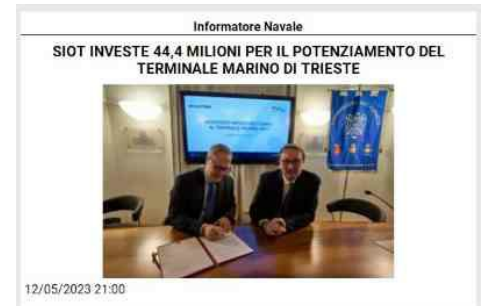 Informatore Navale
SIOT INVESTE 44,4 MILIONI PER IL POTENZIAMENTO DEL
TERMINALE MARINO DI TRIESTE
12/05/2023 21:00